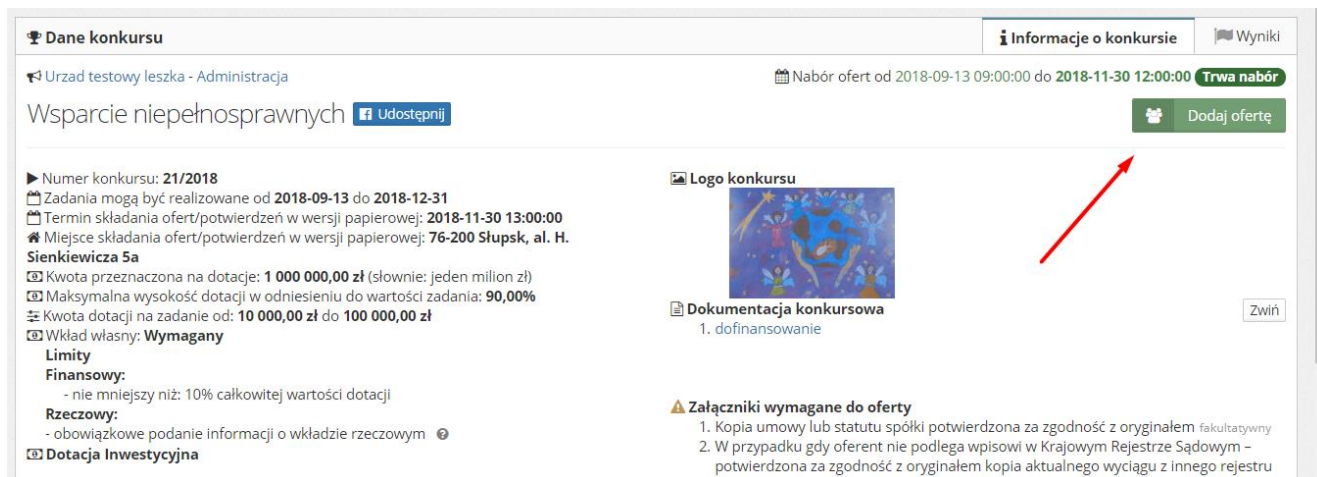 Dane konkursu
Informacje o konkursie
Wyniki
Urzad testowy leszka - Administracja
Nabór ofert od 2018-09-13 09:00:00 do 2018-11-30 12:00:00 Trwa nabór
Wsparcie niepełnosprawnych Udostępnij
Dodaj ofertę
Numer konkursu: 21/2018
Zadania mogą być realizowane od 2018-09-13 do 2018-12-31
Termin składania ofert/potwierdzeń w wersji papierowej: 2018-11-30 13:00:00
Miejsce składania ofert/potwierdzeń w wersji papierowej: 76-200 Słupsk, al. H.
Sienkiewicza 5a
Kwota przeznaczona na dotacje: 1 000 000,00 zł (słownie: jeden milion zł)
Maksymalna wysokość dotacji w odniesieniu do wartości zadania: 90,00%
Kwota dotacji na zadanie od: 10 000,00 zł do 100 000,00 zł
Wkład własny: Wymagany
Limity
Finansowy:
- nie mniejszy niż: 10% całkowitej wartości dotacji
Rzeczowy:
- obowiązkowe podanie informacji o wkładzie rzeczowym
Dotacja Inwestycyjna
Logo konkursu
Dokumentacja konkursowa
Zwiń
1. dofinansowanie
Załączniki wymagane do oferty
1. Kopia umowy lub statutu spółki potwierdzona za zgodność z oryginałem fakultatywny
2. W przypadku gdy oferent nie podlega wpisowi w Krajowym Rejestrze Sądowym –
potwierdzona za zgodność z oryginałem kopia aktualnego wyciągu z innego rejestru